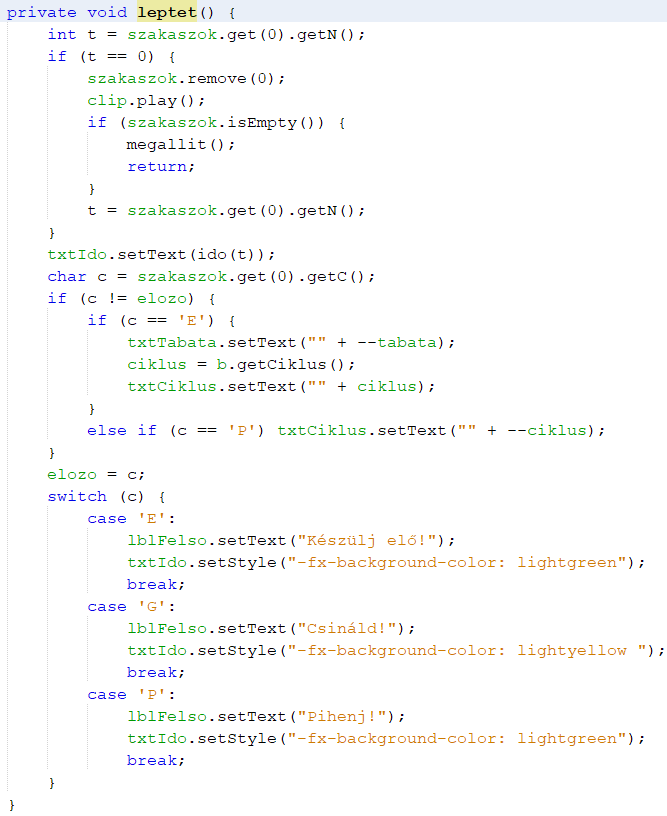 private void leptet() {
    int t = szakaszok.get(0).getN();
    if (t == 0) {
        szakaszok.remove(0);
        clip.play();
        if (szakaszok.isEmpty()) {
            megallit();
            return;
        }
        t = szakaszok.get(0).getN();
    }
    txtIdo.setText(ido(t));
    char c = szakaszok.get(0).getC();
    if (c != elozo) {
        if (c == 'E') {
            txtTabata.setText("" + --tabata);
            ciklus = b.getCiklus();
            txtCiklus.setText("" + ciklus);
        }
        else if (c == 'P') txtCiklus.setText("" + --ciklus);
    }
    elozo = c;
    switch (c) {
        case 'E':
            lblFelso.setText("Készülj elő!");
            txtIdo.setStyle("-fx-background-color: lightgreen");
            break;
        case 'G':
            lblFelso.setText("Csináld!");
            txtIdo.setStyle("-fx-background-color: lightyellow ");
            break;
        case 'P':
            lblFelso.setText("Pihenj!");
            txtIdo.setStyle("-fx-background-color: lightgreen");
            break;
    }
}